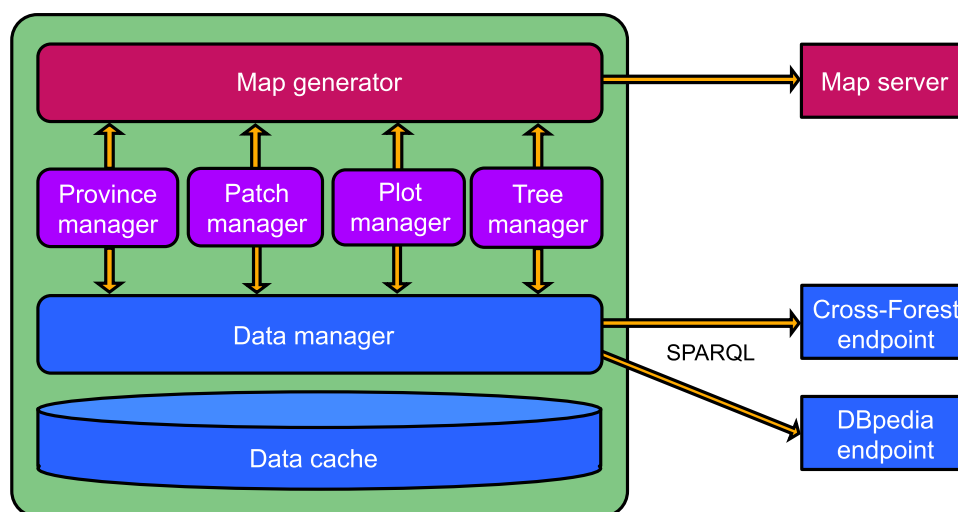 Map generator
Map server
Province
manager
Patch
manager
Plot
manager
Tree
manager
Data manager
SPARQL
Cross-Forest
endpoint
DBpedia
endpoint
Data cache